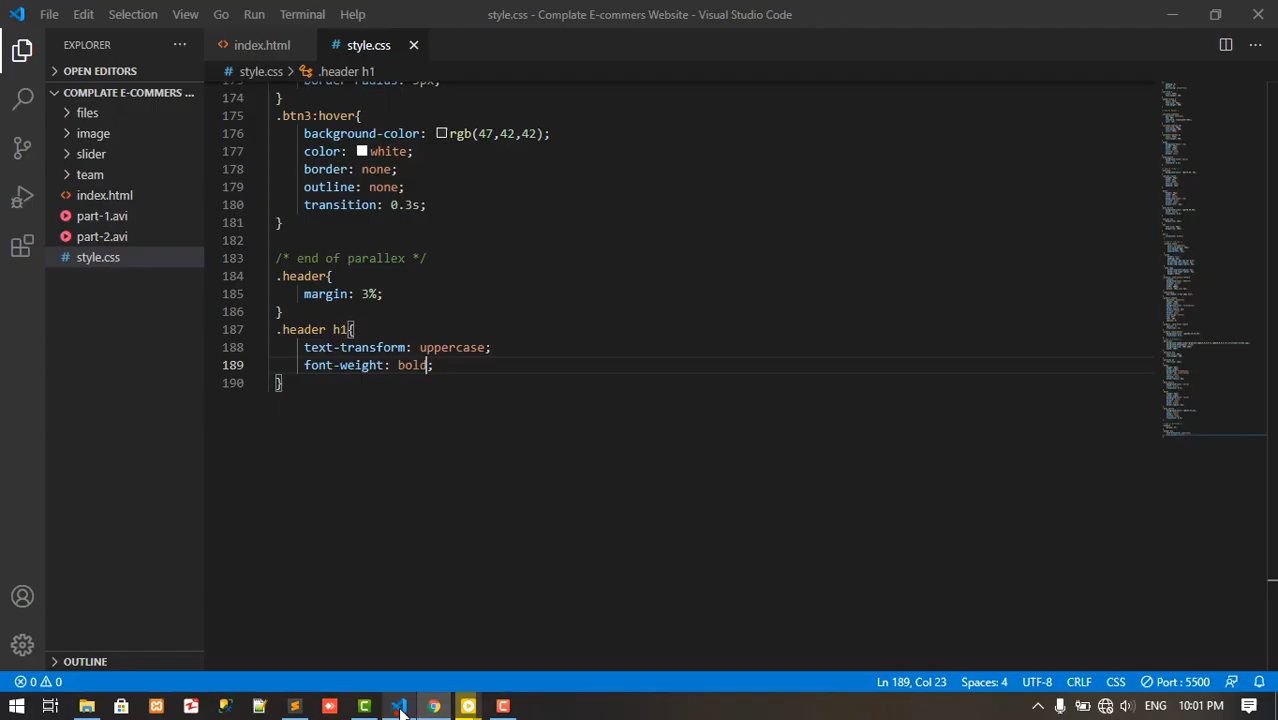 File Edit Selection View Go Run Terminal Help
style.css - Complate E-commers Website - Visual Studio Code
EXPLORER
index.html
style.css
OPEN EDITORS
style.css > .header h1
COMPLATE E-COMMERS ...
files
image
slider
team
index.html
part-1.avi
part-2.avi
style.css
OUTLINE
174 }
175 .btn3:hover{
176 background-color: rgb(47,42,42);
177 color: white;
178 border: none;
179 outline: none;
180 transition: 0.3s;
181 }
182
183 /* end of parallex */
184 .header{
185 margin: 3%;
186 }
187 .header h1{
188 text-transform: uppercase;
189 font-weight: bold;
190 }
0 0
Ln 189, Col 23 Spaces: 4 UTF-8 CRLF CSS Port : 5500
10:01 PM